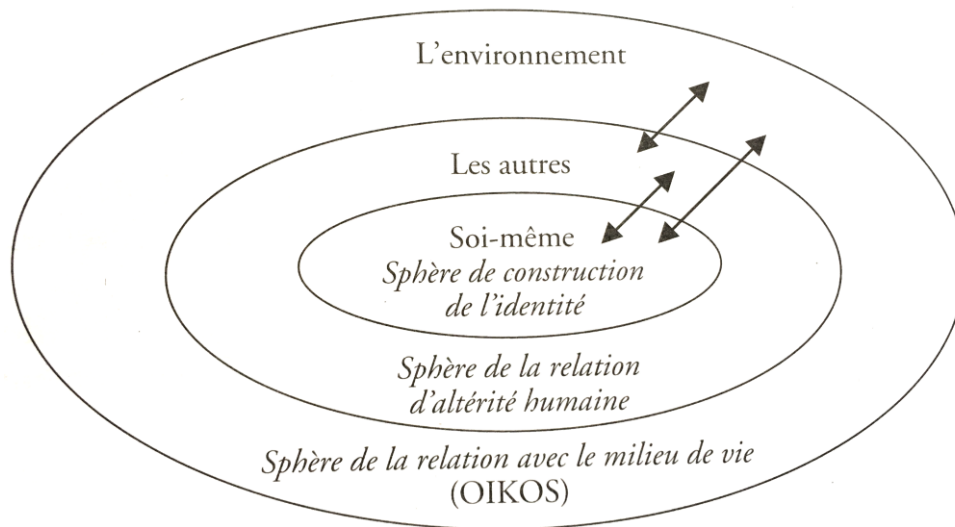 L'environnement
Les autres
Soi-même
Sphère de construction
de l'identité
Sphère de la relation
d'altérité humaine
Sphère de la relation avec le milieu de vie
(OIKOS)